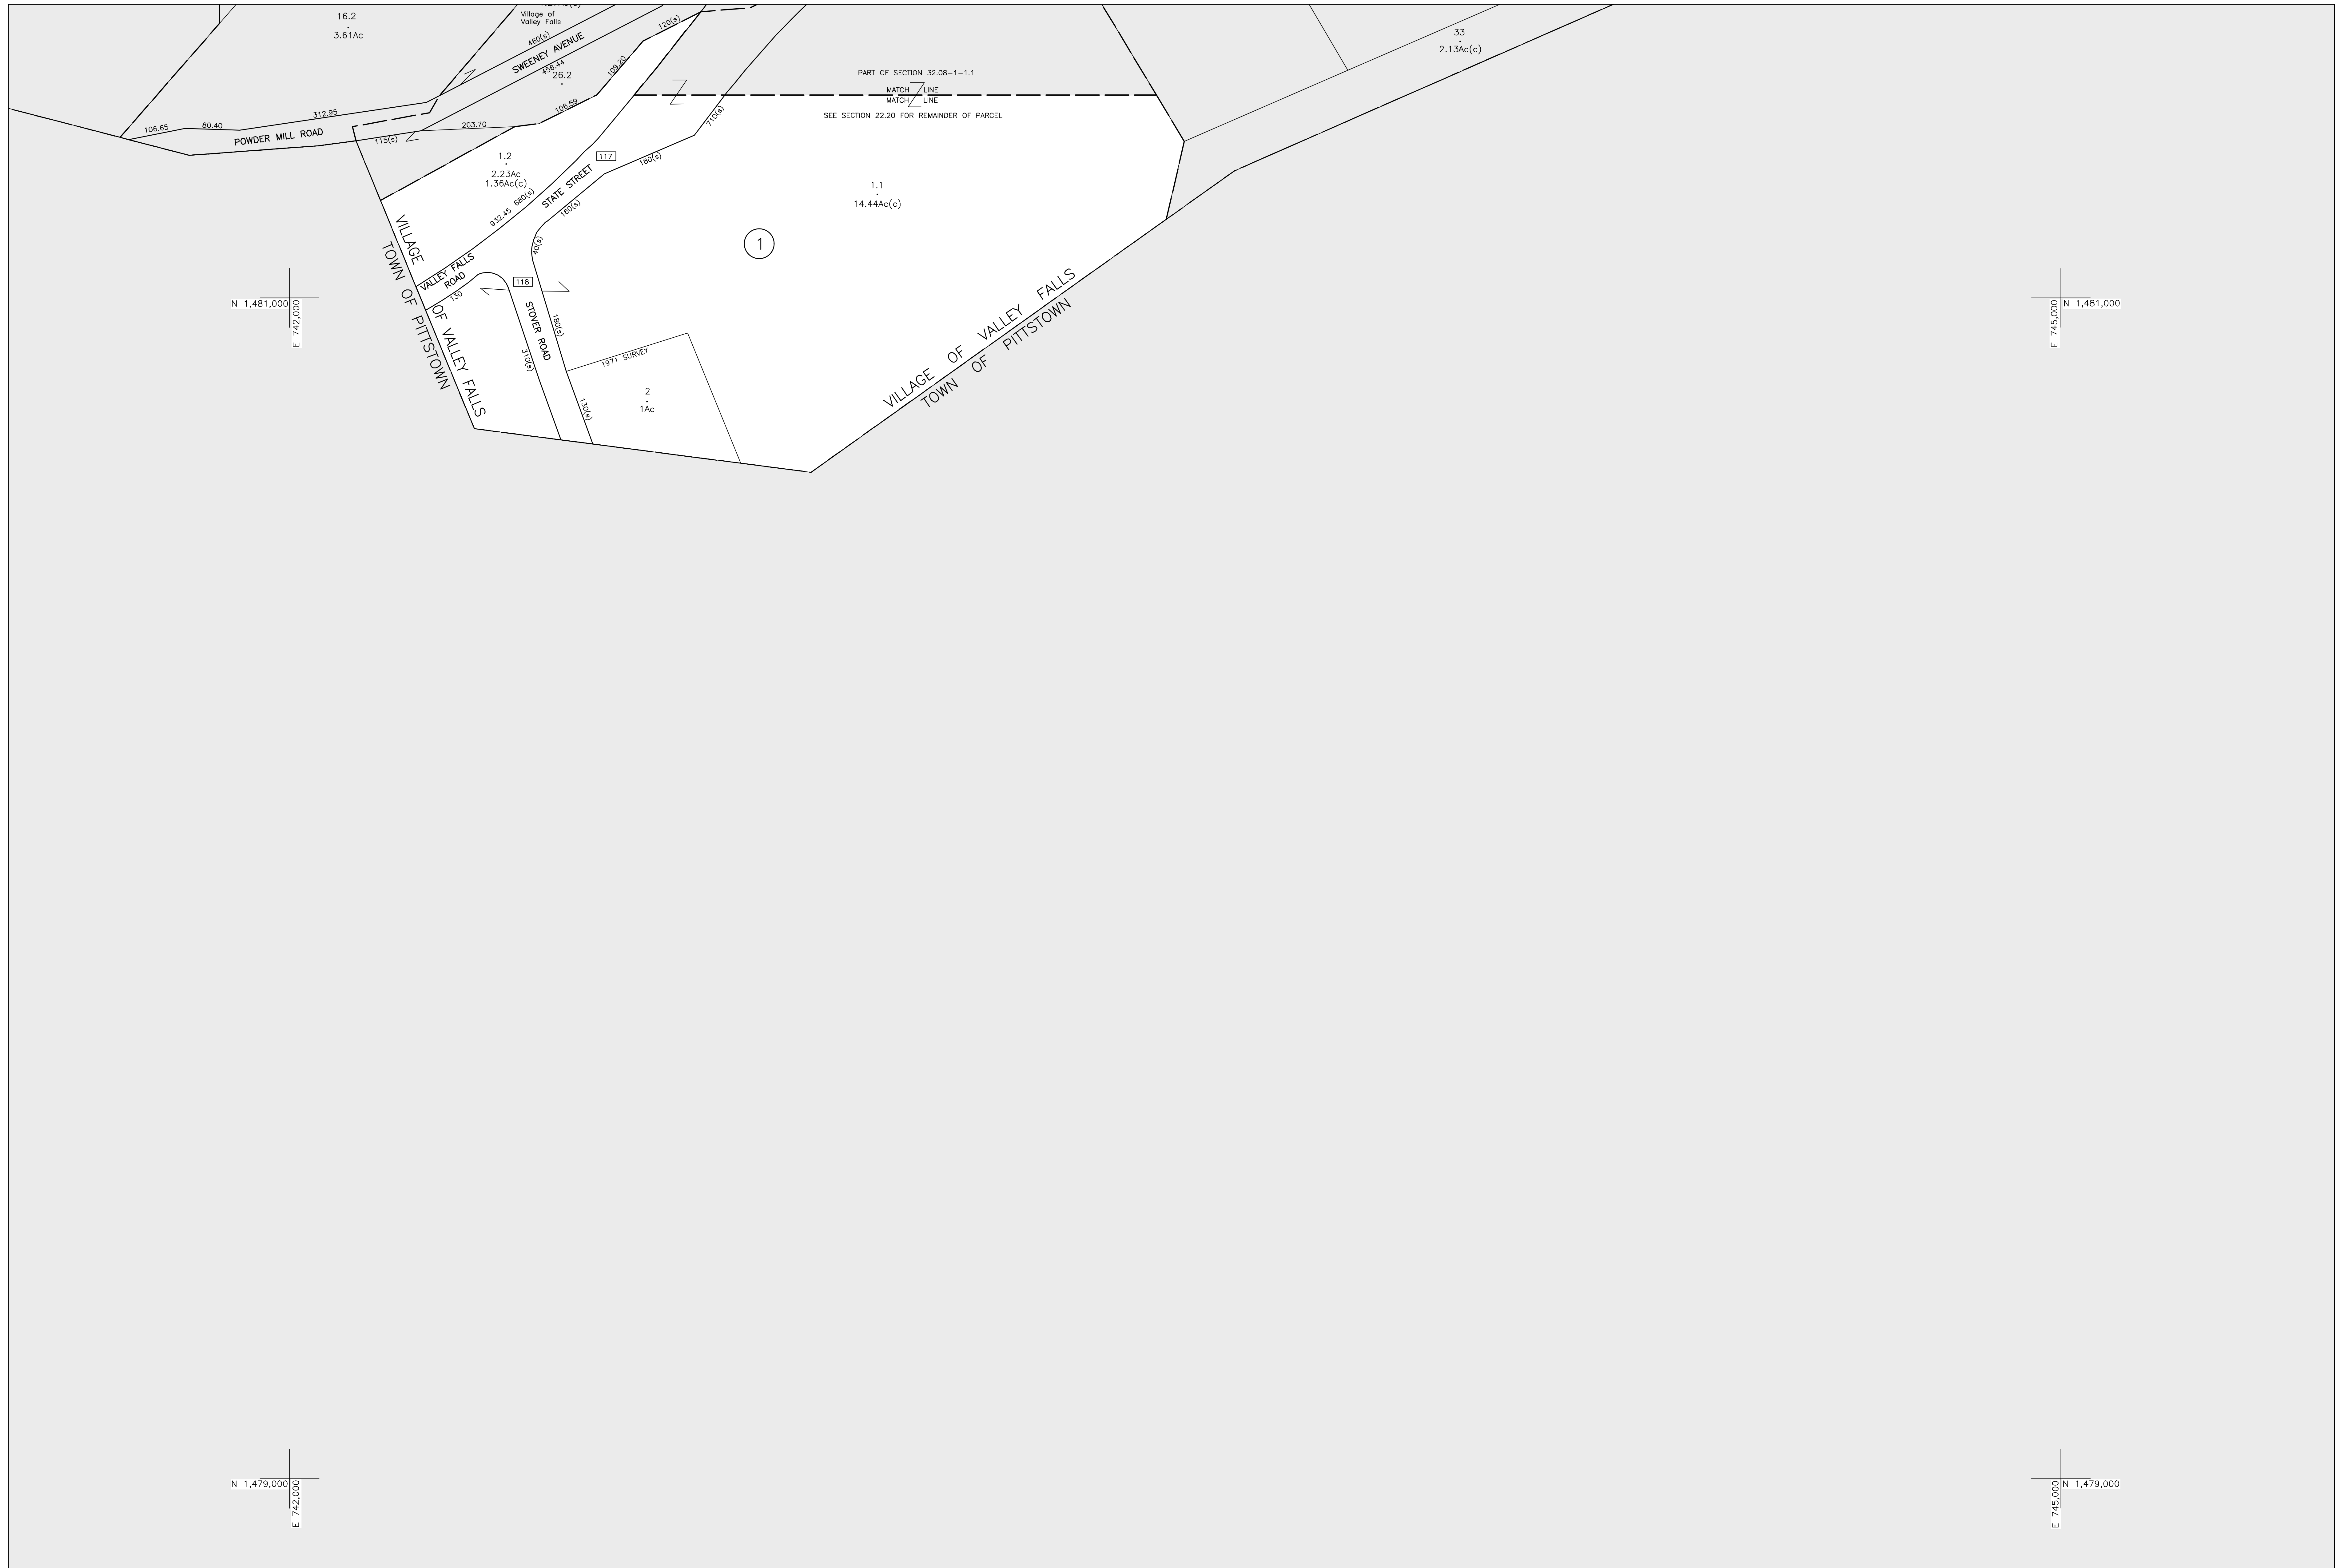 16.2
3.61Ac
Village of
Valley Falls
460(s)
SWEENEY AVENUE
456.44
26.2
120(s)
109.20
106.59
33
2.13Ac(c)
PART OF SECTION 32.08-1-1.1
MATCH LINE
MATCH LINE
SEE SECTION 22.20 FOR REMAINDER OF PARCEL
106.65
80.40
312.95
POWDER MILL ROAD
115(s)
203.70
710(s)
1.2
2.23Ac
1.36Ac(c)
117
180(s)
STATE STREET
160(s)
932.45 680(s)
1.1
14.44Ac(c)
1
40(s)
VALLEY FALLS
ROAD
130
118
VILLAGE OF VALLEY FALLS
TOWN OF PITTSTOWN
STOVER ROAD
180(s)
310(s)
1971 SURVEY
130(s)
2
1Ac
VILLAGE OF VALLEY FALLS
TOWN OF PITTSTOWN
N 1,481,000
E 742,000
E 745,000
N 1,481,000
N 1,479,000
E 742,000
E 745,000
N 1,479,000